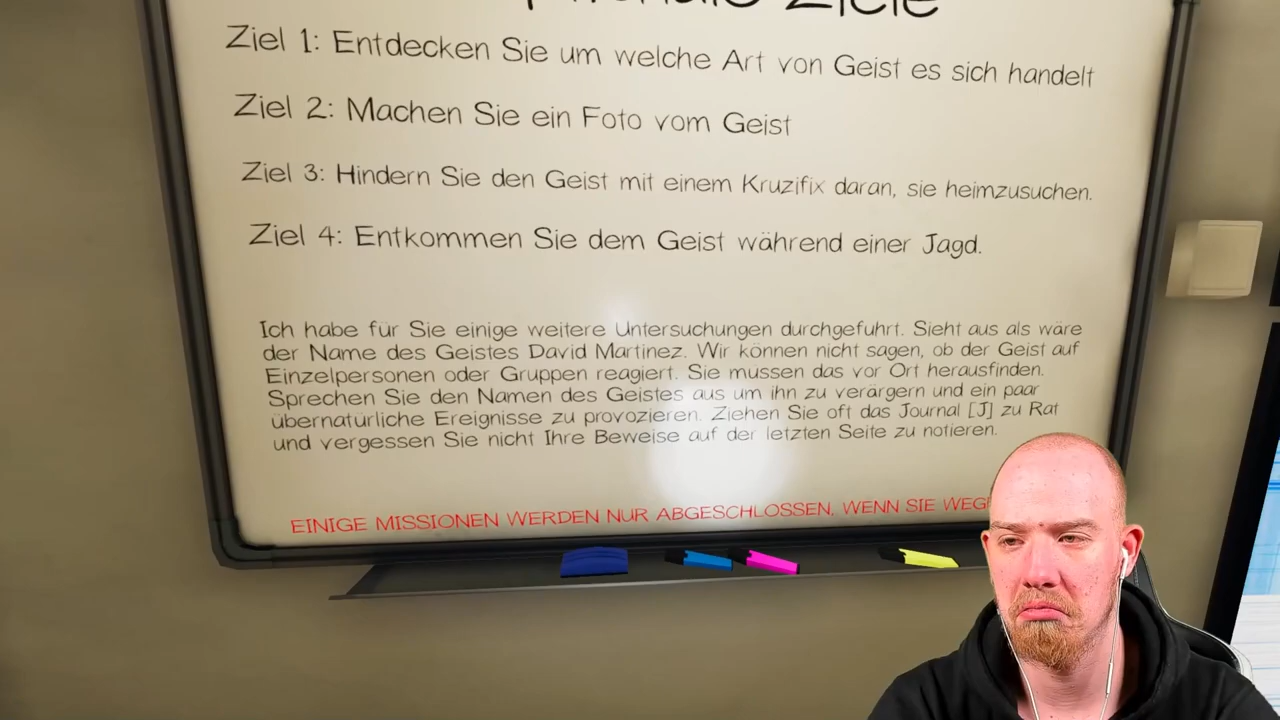 Ziele
Ziel 1: Entdecken Sie um welche Art von Geist es sich handelt
Ziel 2: Machen Sie ein Foto vom Geist
Ziel 3: Hindern Sie den Geist mit einem Kruzifix daran, sie heimzusuchen.
Ziel 4: Entkommen Sie dem Geist während einer Jagd.
Ich habe für Sie einige weitere Untersuchungen durchgeführt. Sieht aus als wäre
der Name des Geistes David Martinez. Wir können nicht sagen, ob der Geist auf
Einzelpersonen oder Gruppen reagiert. Sie müssen das vor Ort herausfinden.
Sprechen Sie den Namen des Geistes aus um ihn zu verärgern und ein paar
übernatürliche Ereignisse zu provozieren. Ziehen Sie oft das Journal [J] zu Rat
und vergessen Sie nicht Ihre Beweise auf der letzten Seite zu notieren.
EINIGE MISSIONEN WERDEN NUR ABGESCHLOSSEN, WENN SIE